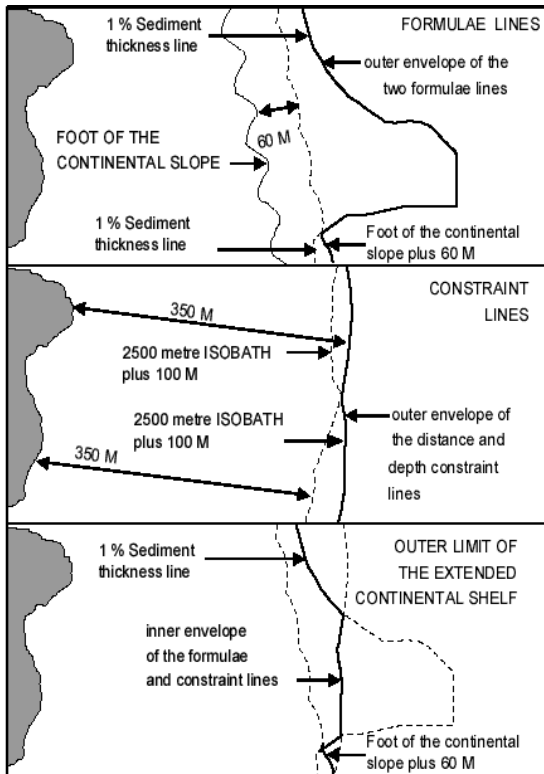 1 % Sediment
thickness line
FORMULAE LINES
outer envelope of the
two formulae lines
60 M
FOOT OF THE
CONTINENTAL SLOPE
1 % Sediment
thickness line
Foot of the continental
slope plus 60 M
CONSTRAINT
LINES
350 M
2500 metre ISOBATH
plus 100 M
2500 metre ISOBATH
plus 100 M
outer envelope of
the distance and
depth constraint
lines
350 M
1 % Sediment
thickness line
OUTER LIMIT OF
THE EXTENDED
CONTINENTAL SHELF
inner envelope
of the formulae
and constraint lines
Foot of the continental
slope plus 60 M